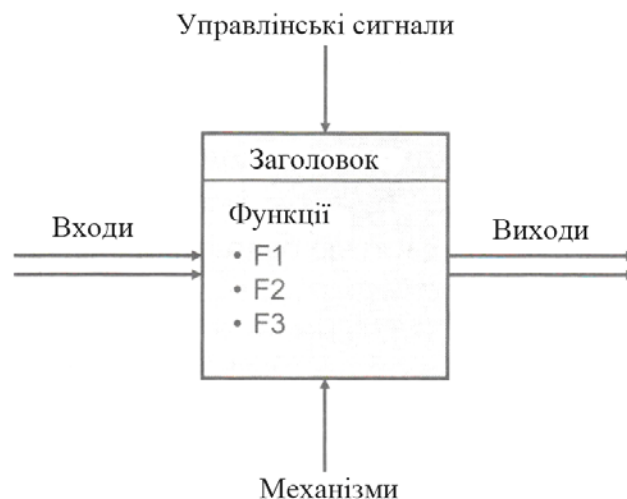 Управлінські сигнали
Заголовок
Функції
Входи
Виходи
• F1
• F2
• F3
Механізми